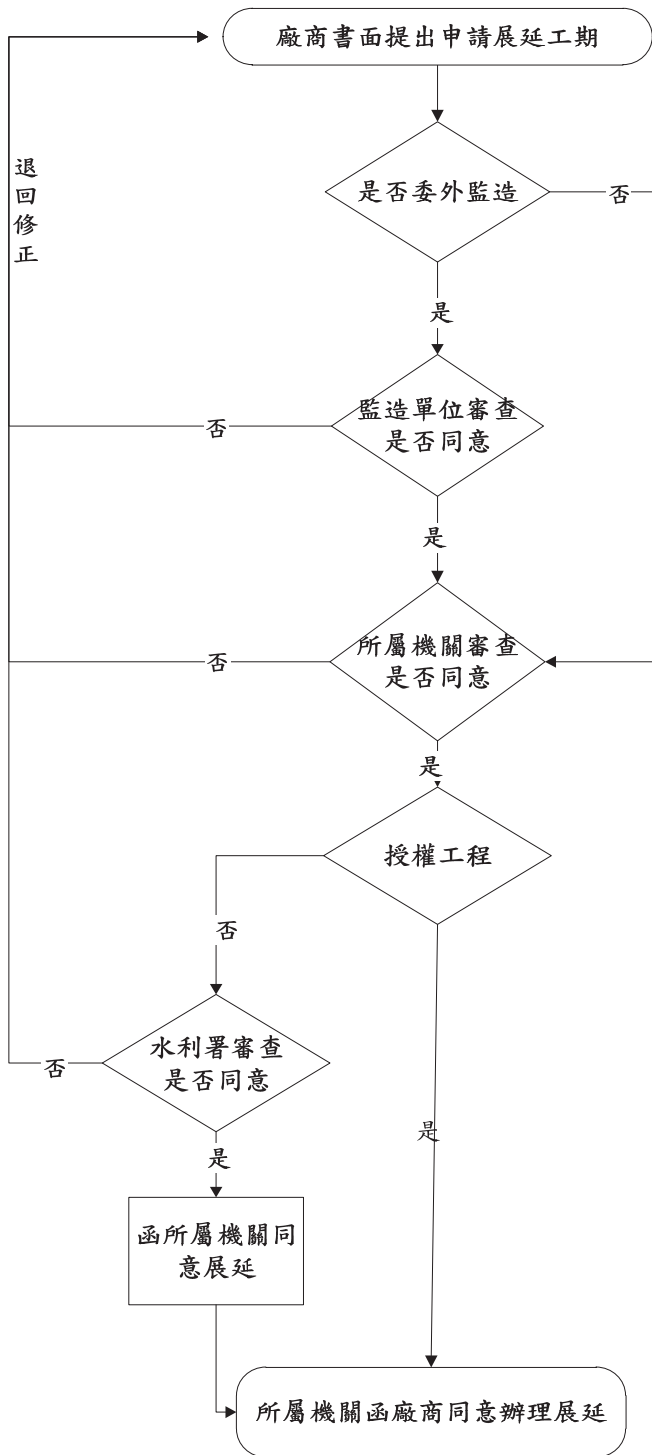 廠商書面提出申請展延工期
退
回
修
正
是否委外監造
否
是
監造單位審查
是否同意
否
是
所屬機關審查
是否同意
否
是
授權工程
否
水利署審查
是否同意
否
是
是
函所屬機關同
意展延
所屬機關函廠商同意辦理展延